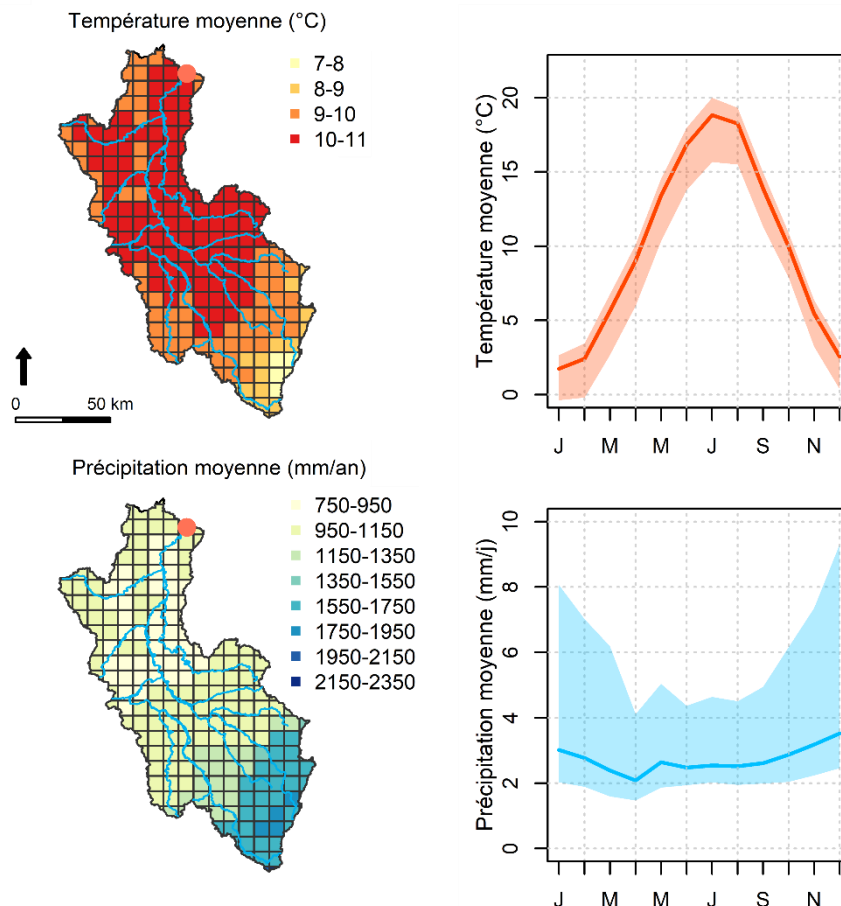 Température moyenne (°C)
7-8
8-9
9-10
10-11
0 50 km
Température moyenne (°C)
0 5 10 15 20
J M M J S N
Précipitation moyenne (mm/an)
750-950
950-1150
1150-1350
1350-1550
1550-1750
1750-1950
1950-2150
2150-2350
Précipitation moyenne (mm/j)
0 2 4 6 8 10
J M M J S N